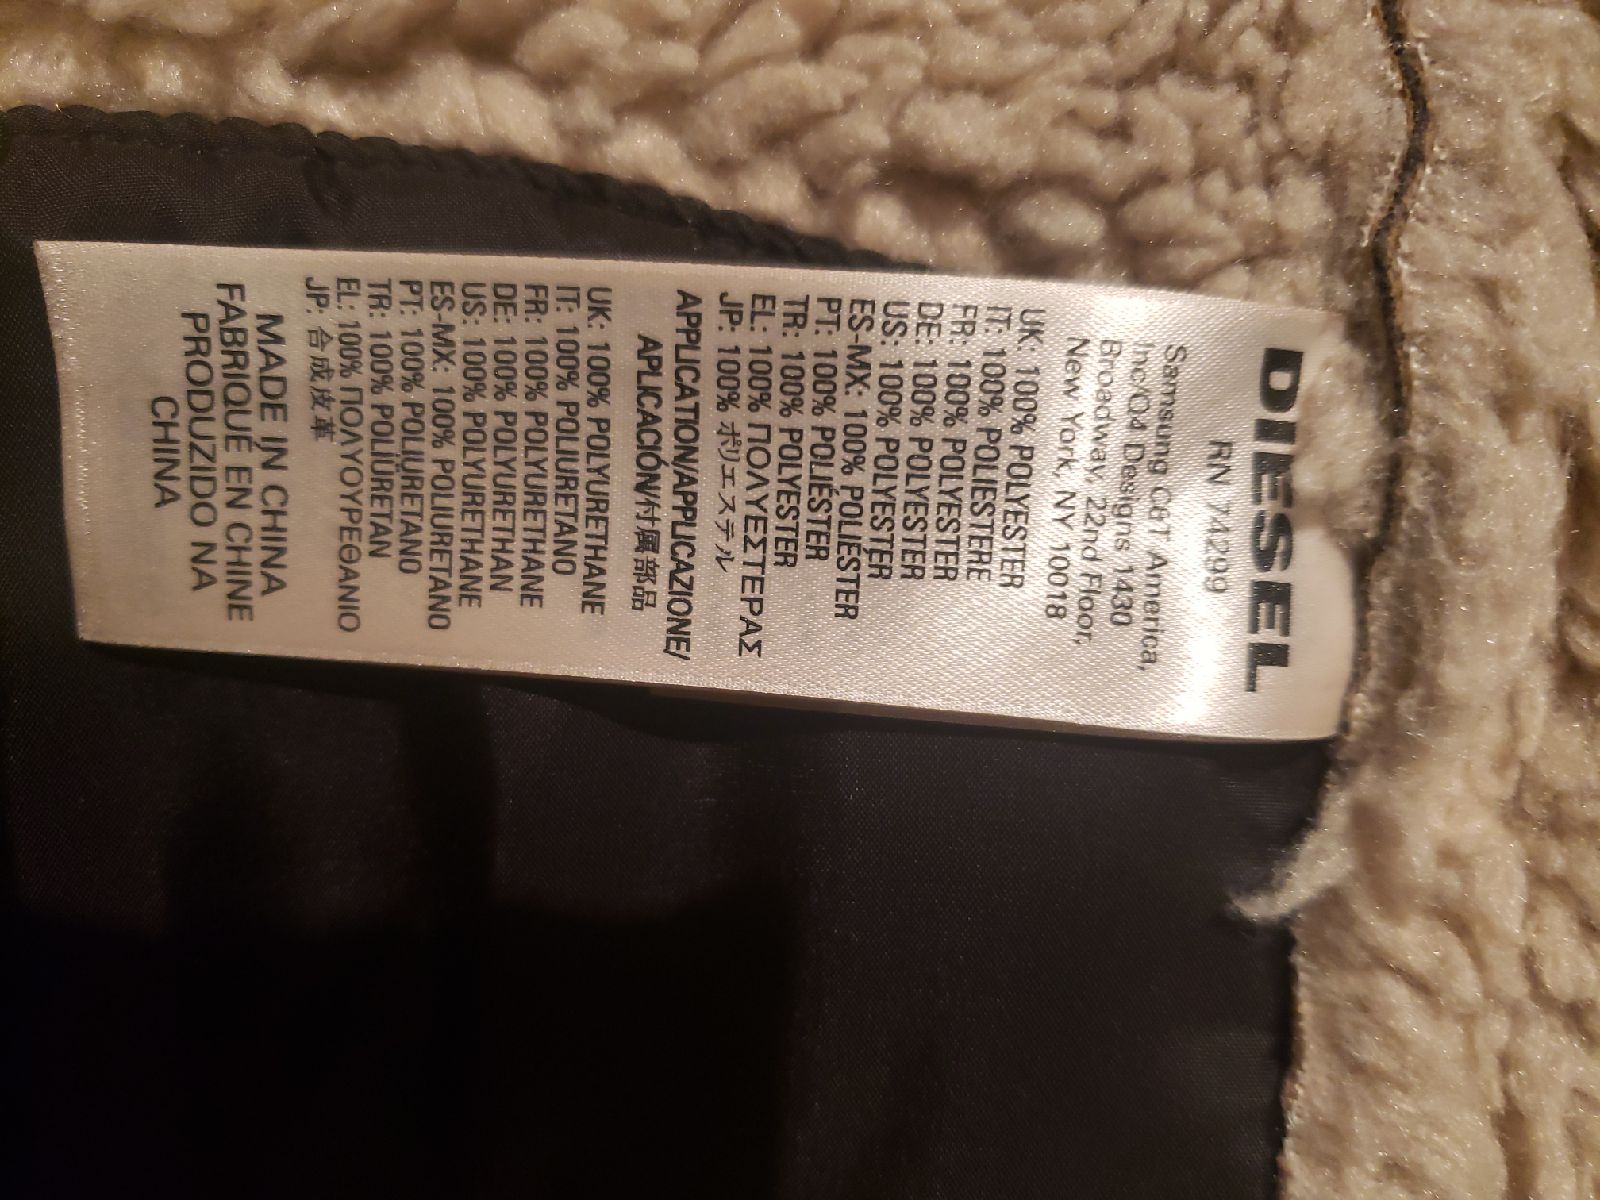 DIESEL
RN 74299
Samsung C&T America,
Inc/Q4 Designs 1430
Broadway, 22nd Floor,
New York, NY 10018
UK: 100% POLYESTER
IT: 100% POLIESTERE
FR: 100% POLYESTER
DE: 100% POLYESTER
US: 100% POLYESTER
ES-MX: 100% POLIÉSTER
PT: 100% POLIÉSTER
TR: 100% POLYESTER
EL: 100% ΠΟΛΥΕΣΤΕΡΑΣ
JP: 100% ポリエステル
APPLICATION/APPLICAZIONE/
APLICACIÓN/付属部品
UK: 100% POLYURETHANE
IT: 100% POLIURETANO
FR: 100% POLYURETHANE
DE: 100% POLYURETHAN
US: 100% POLYURETHANE
ES-MX: 100% POLIURETANO
PT: 100% POLIURETANO
TR: 100% POLİÜRETAN
EL: 100% ΠΟΛΥΟΥΡΕΘΑΝΙΟ
JP: 合成皮革
MADE IN CHINA
FABRIQUÉ EN CHINE
PRODUZIDO NA
CHINA